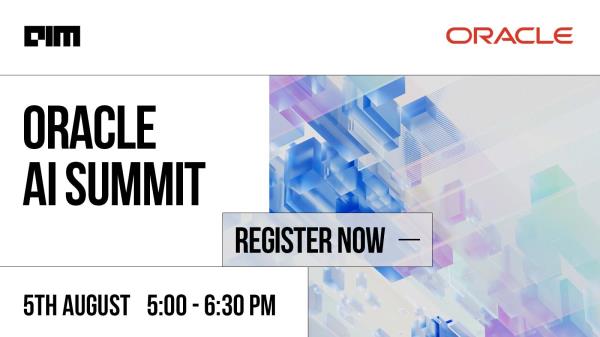 AIM
ORACLE
ORACLE
AI SUMMIT
REGISTER NOW —
5TH AUGUST 5:00 - 6:30 PM